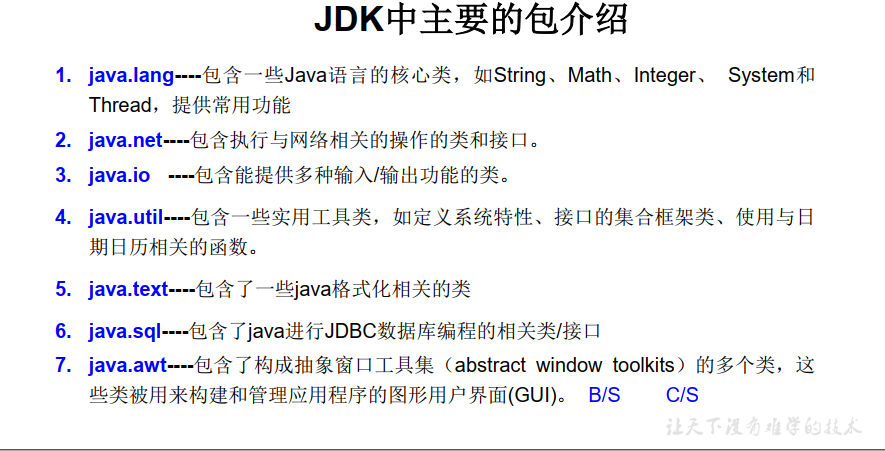 JDK中主要的包介绍
1. java.lang----包含一些Java语言的核心类，如String、Math、Integer、 System和
Thread，提供常用功能
2. java.net----包含执行与网络相关的操作的类和接口。
3. java.io ----包含能提供多种输入/输出功能的类。
4. java.util----包含一些实用工具类，如定义系统特性、接口的集合框架类、使用与日
期日历相关的函数。
5. java.text----包含了一些java格式化相关的类
6. java.sql----包含了java进行JDBC数据库编程的相关类/接口
7. java.awt----包含了构成抽象窗口工具集（abstract window toolkits）的多个类，这
些类被用来构建和管理应用程序的图形用户界面(GUI)。 B/S C/S
让天下没有难学的技术